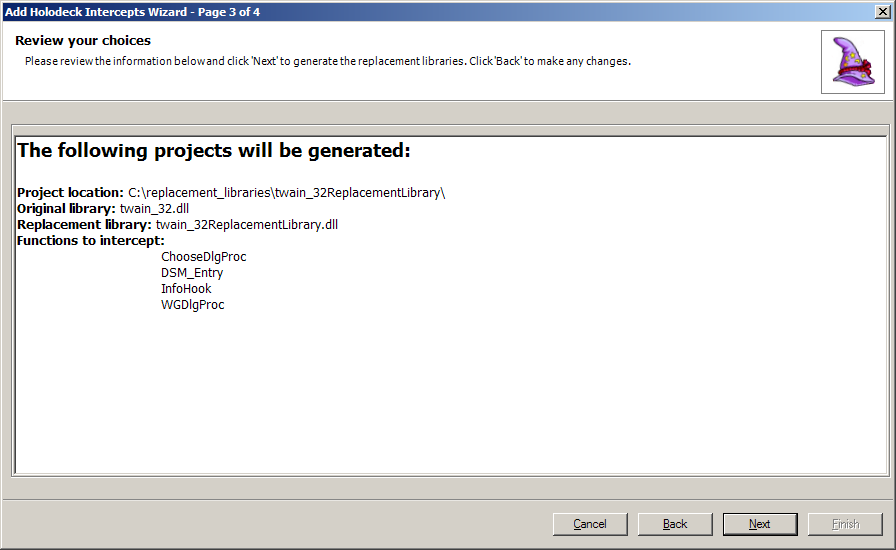 Add Holodeck Intercepts Wizard - Page 3 of 4
Review your choices
Please review the information below and click 'Next' to generate the replacement libraries. Click 'Back' to make any changes.
The following projects will be generated:
Project location: C:\replacement_libraries\twain_32ReplacementLibrary\
Original library: twain_32.dll
Replacement library: twain_32ReplacementLibrary.dll
Functions to intercept:
ChooseDlgProc
DSM_Entry
InfoHook
WGDlgProc
Cancel Back Next Finish